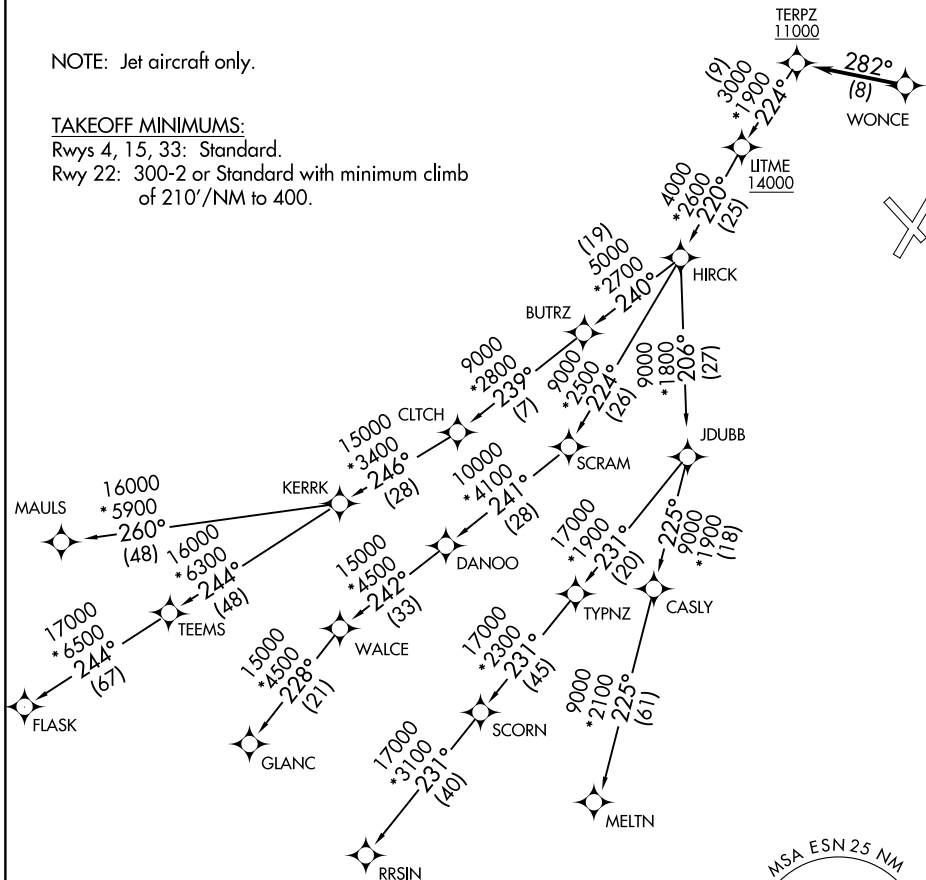 NOTE: Jet aircraft only.
TAKEOFF MINIMUMS:
Rwys 4, 15, 33: Standard.
Rwy 22: 300-2 or Standard with minimum climb
of 210'/NM to 400.
TERPZ
11000
282°
(8)
WONCE
(9)
3000
*1900
224°
LITME
14000
4000
*2600
220°
(25)
HIRCK
(19)
5000
*2700
240°
BUTRZ
9000
*2800
239°
(7)
9000
*2500
224°
(26)
9000
*1800
206°
(27)
CLTCH
15000
*3400
246°
(28)
SCRAM
JDUBB
KERRK
10000
*4100
241°
(28)
MAULS
16000
*5900
260°
(48)
16000
*6300
244°
(48)
DANOO
17000
*1900
231°
(20)
225°
9000
*1900
(18)
TYPNZ
CASLY
TEEMS
15000
*4500
242°
(33)
WALCE
17000
*6500
244°
(67)
FLASK
15000
*4500
228°
(21)
GLANC
17000
*2300
231°
(45)
SCORN
9000
*2100
225°
(61)
MELTN
17000
*3100
231°
(40)
RRSIN
MSA ESN 25 NM